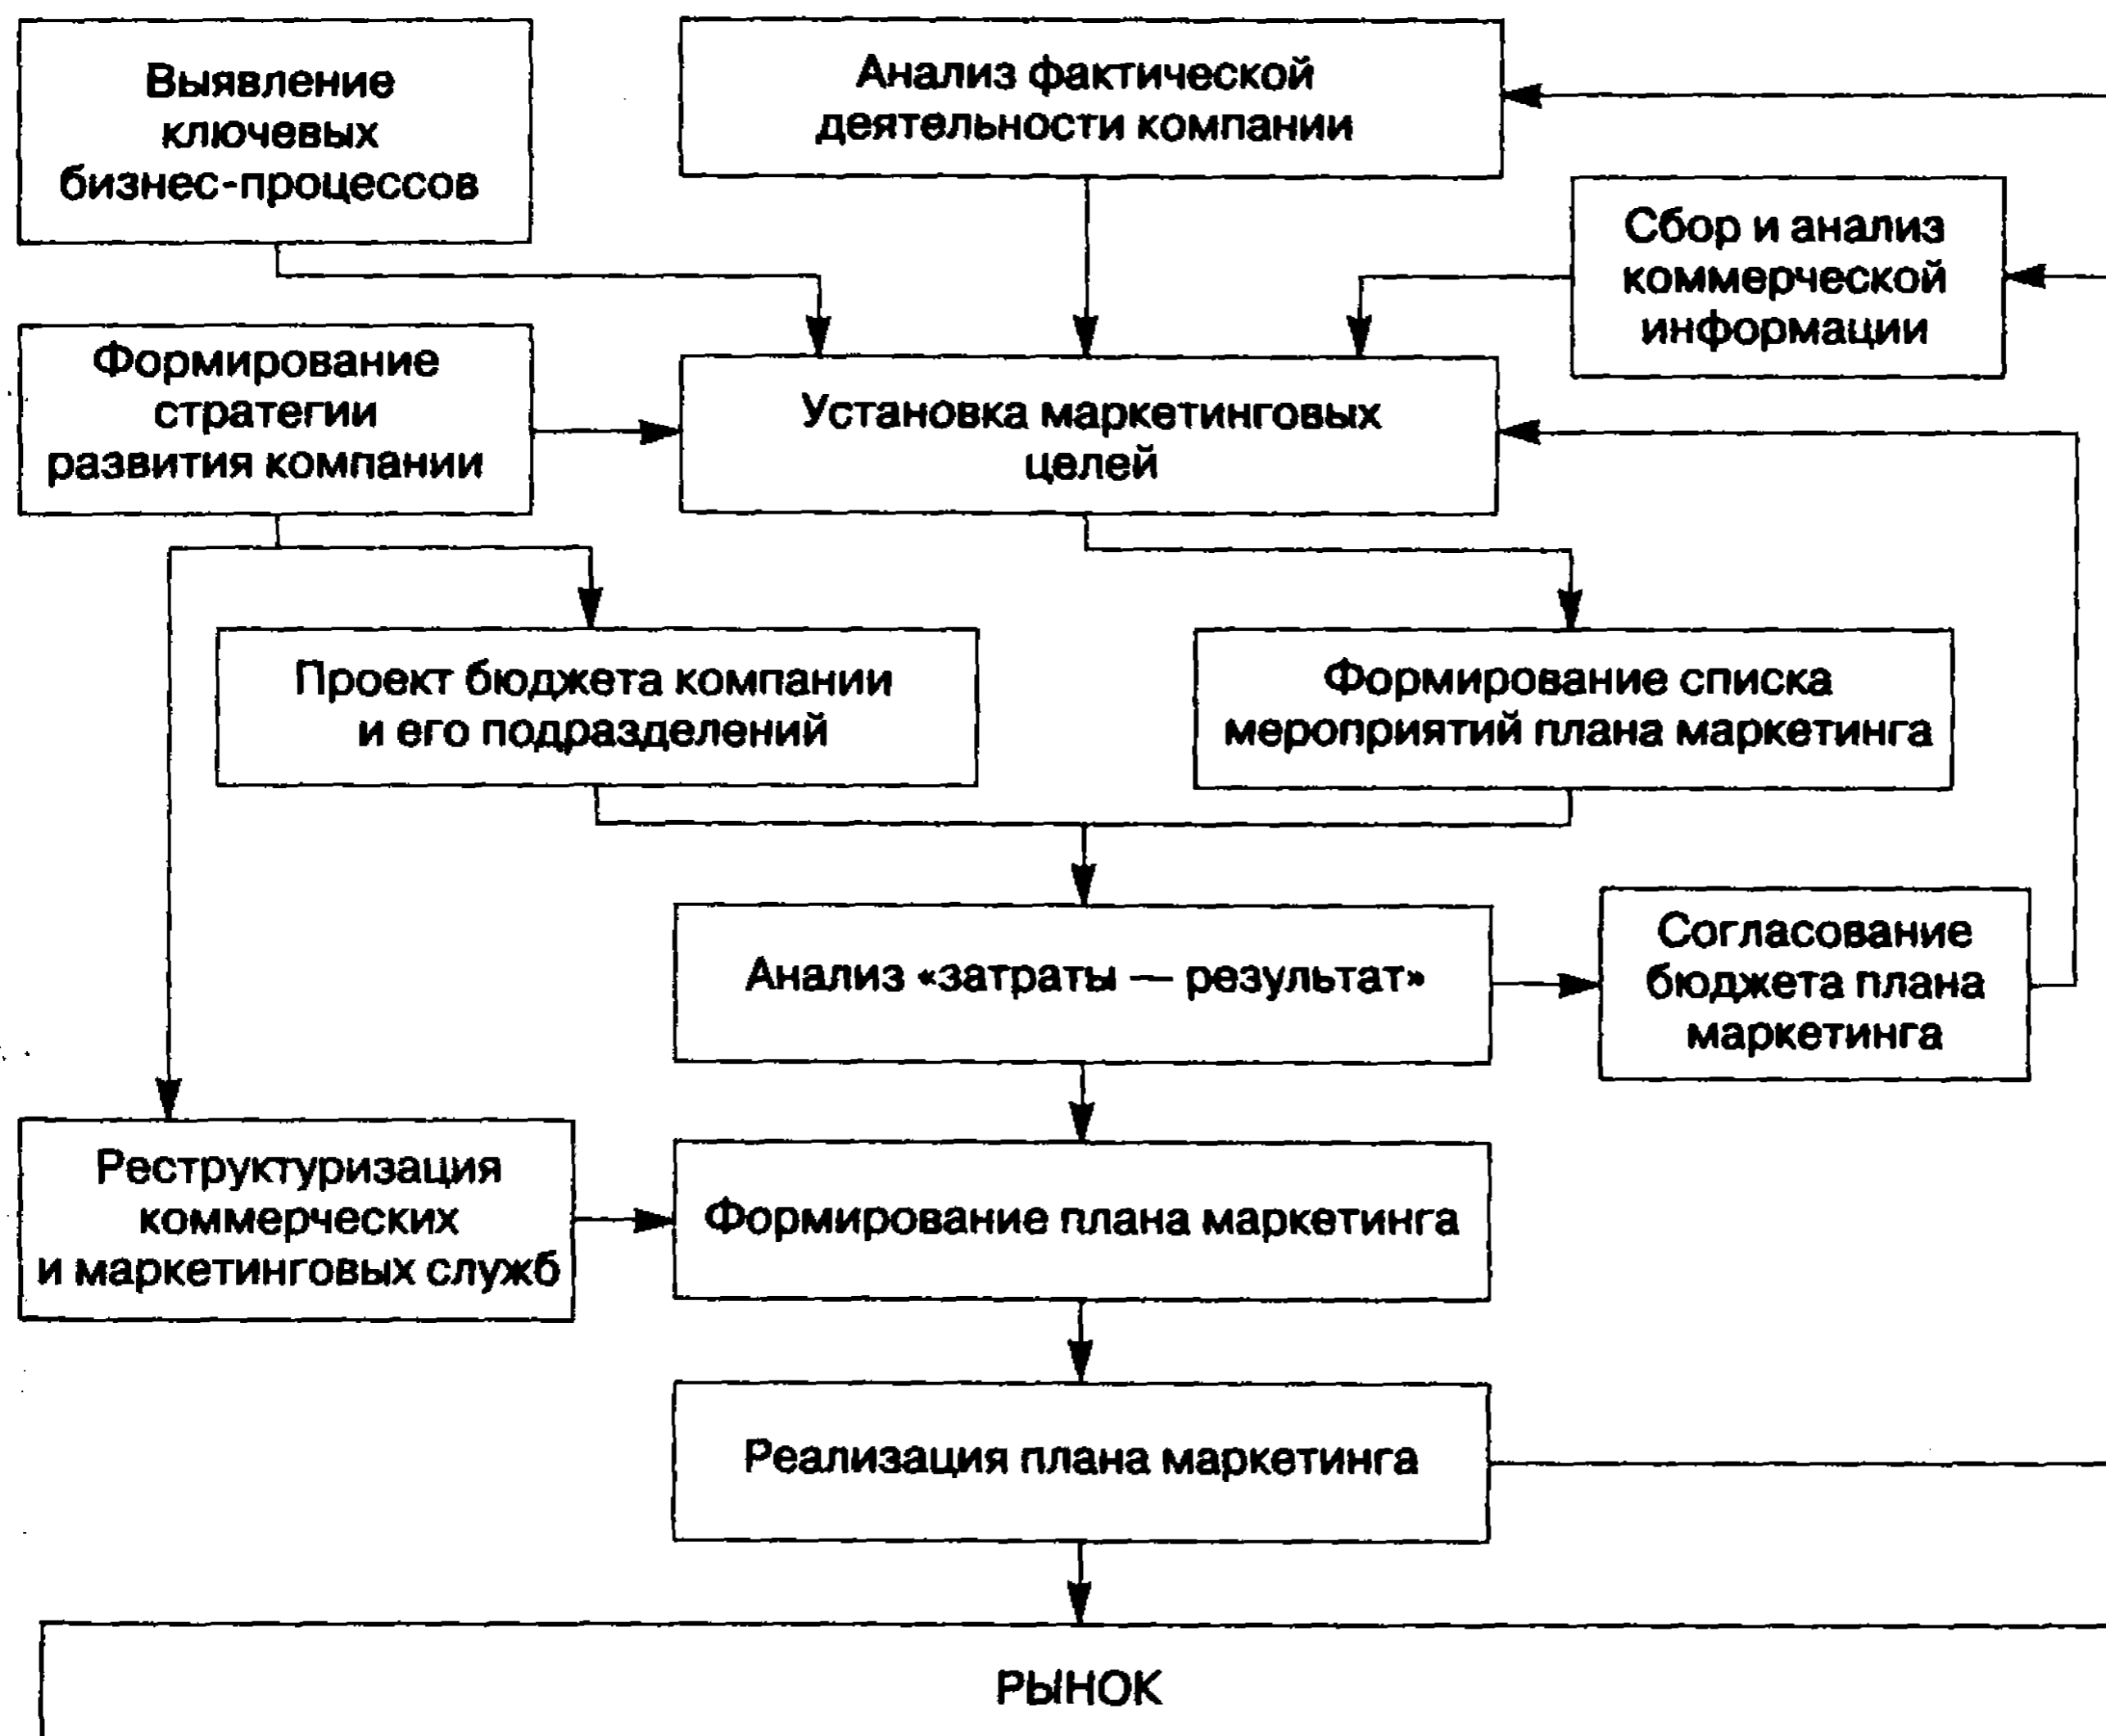 Выявление
ключевых
бизнес-процессов
Анализ фактической
деятельности компании
Сбор и анализ
коммерческой
информации
Формирование
стратегии
развития компании
Установка маркетинговых
целей
Проект бюджета компании
и его подразделений
Формирование списка
мероприятий плана маркетинга
Анализ «затраты — результат»
Согласование
бюджета плана
маркетинга
Реструктуризация
коммерческих
и маркетинговых служб
Формирование плана маркетинга
Реализация плана маркетинга
РЫНОК